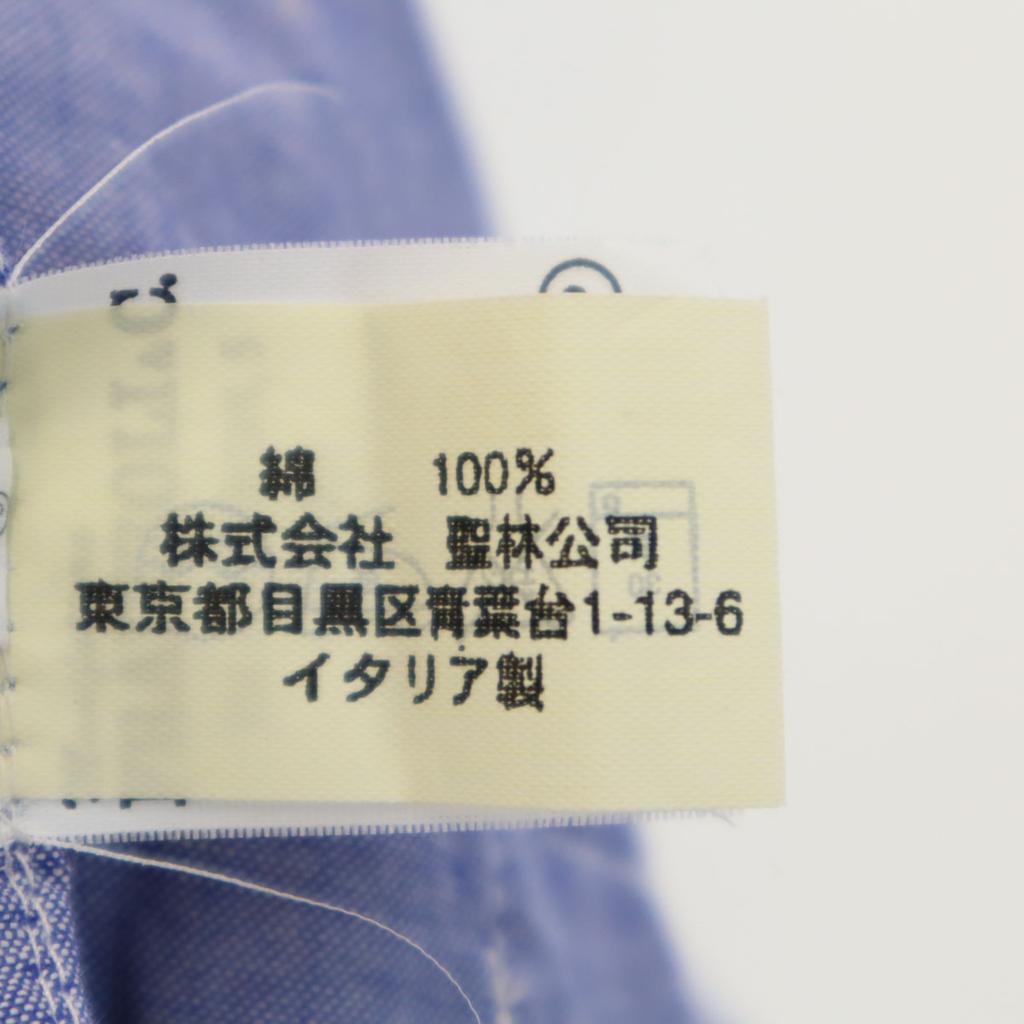 綿 100%
株式会社 聖林公司
東京都目黒区青葉台1-13-6
イタリア製